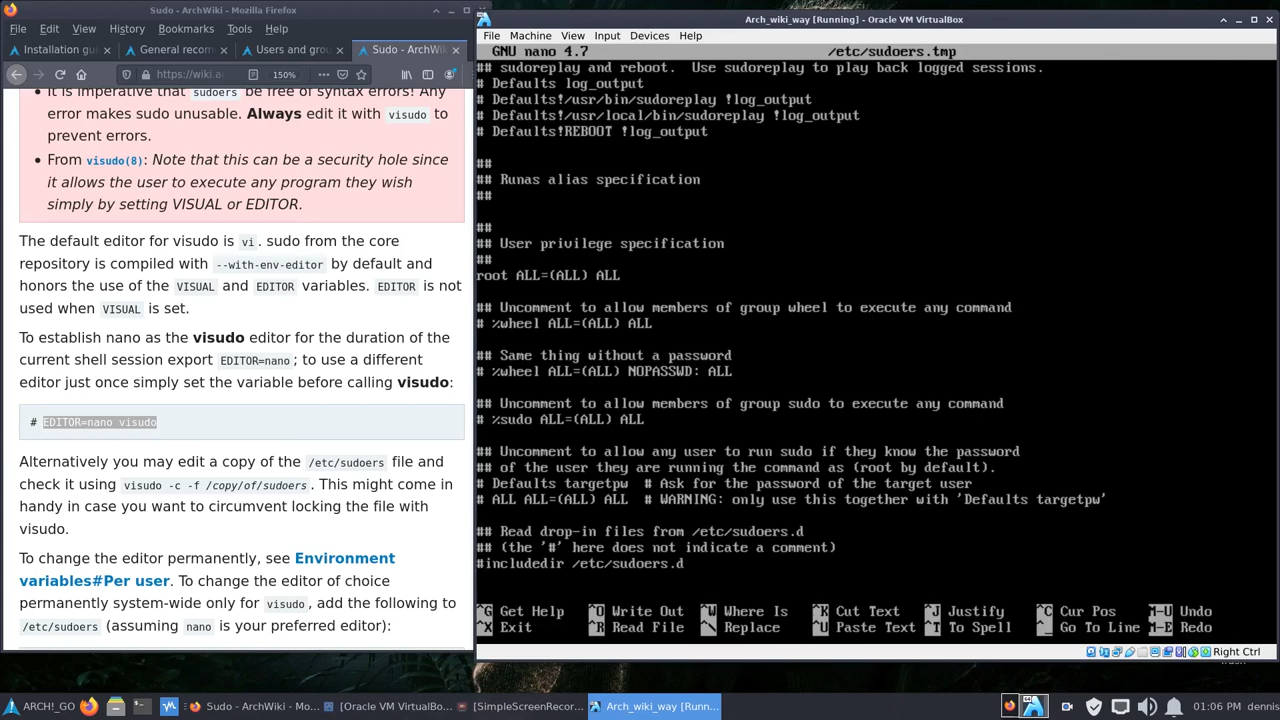 Sudo - ArchWiki - Mozilla Firefox
File Edit View History Bookmarks Tools Help
Installation gu
General recom
Users and grou
Sudo - ArchWik
https://wiki.ar
150%
It is imperative that sudoers be free of syntax errors! Any
error makes sudo unusable. Always edit it with visudo to
prevent errors.
From visudo(8): Note that this can be a security hole since
it allows the user to execute any program they wish
simply by setting VISUAL or EDITOR.
The default editor for visudo is vi. sudo from the core
repository is compiled with --with-env-editor by default and
honors the use of the VISUAL and EDITOR variables. EDITOR is not
used when VISUAL is set.
To establish nano as the visudo editor for the duration of the
current shell session export EDITOR=nano; to use a different
editor just once simply set the variable before calling visudo:
# EDITOR=nano visudo
Alternatively you may edit a copy of the /etc/sudoers file and
check it using visudo -c -f /copy/of/sudoers. This might come in
handy in case you want to circumvent locking the file with
visudo.
To change the editor permanently, see Environment
variables#Per user. To change the editor of choice
permanently system-wide only for visudo, add the following to
/etc/sudoers (assuming nano is your preferred editor):
Arch_wiki_way [Running] - Oracle VM VirtualBox
File Machine View Input Devices Help
GNU nano 4.7 /etc/sudoers.tmp
## sudoreplay and reboot. Use sudoreplay to play back logged sessions.
# Defaults log_output
# Defaults!/usr/bin/sudoreplay !log_output
# Defaults!/usr/local/bin/sudoreplay !log_output
# Defaults!REBOOT !log_output
##
## Runas alias specification
##
##
## User privilege specification
##
root ALL=(ALL) ALL
## Uncomment to allow members of group wheel to execute any command
# %wheel ALL=(ALL) ALL
## Same thing without a password
# %wheel ALL=(ALL) NOPASSWD: ALL
## Uncomment to allow members of group sudo to execute any command
# %sudo ALL=(ALL) ALL
## Uncomment to allow any user to run sudo if they know the password
## of the user they are running the command as (root by default).
# Defaults targetpw # Ask for the password of the target user
# ALL ALL=(ALL) ALL # WARNING: only use this together with 'Defaults targetpw'
## Read drop-in files from /etc/sudoers.d
## (the '#' here does not indicate a comment)
#includedir /etc/sudoers.d
^G Get Help ^O Write Out ^W Where Is ^K Cut Text ^J Justify ^C Cur Pos M-U Undo
^X Exit ^R Read File ^\ Replace ^U Paste Text ^T To Spell ^_ Go To Line M-E Redo
Right Ctrl
ARCH!_GO
Sudo - ArchWiki - Mo...
[Oracle VM VirtualBo...
[SimpleScreenRecor...
Arch_wiki_way [Runn...
01:06 PM
dennis